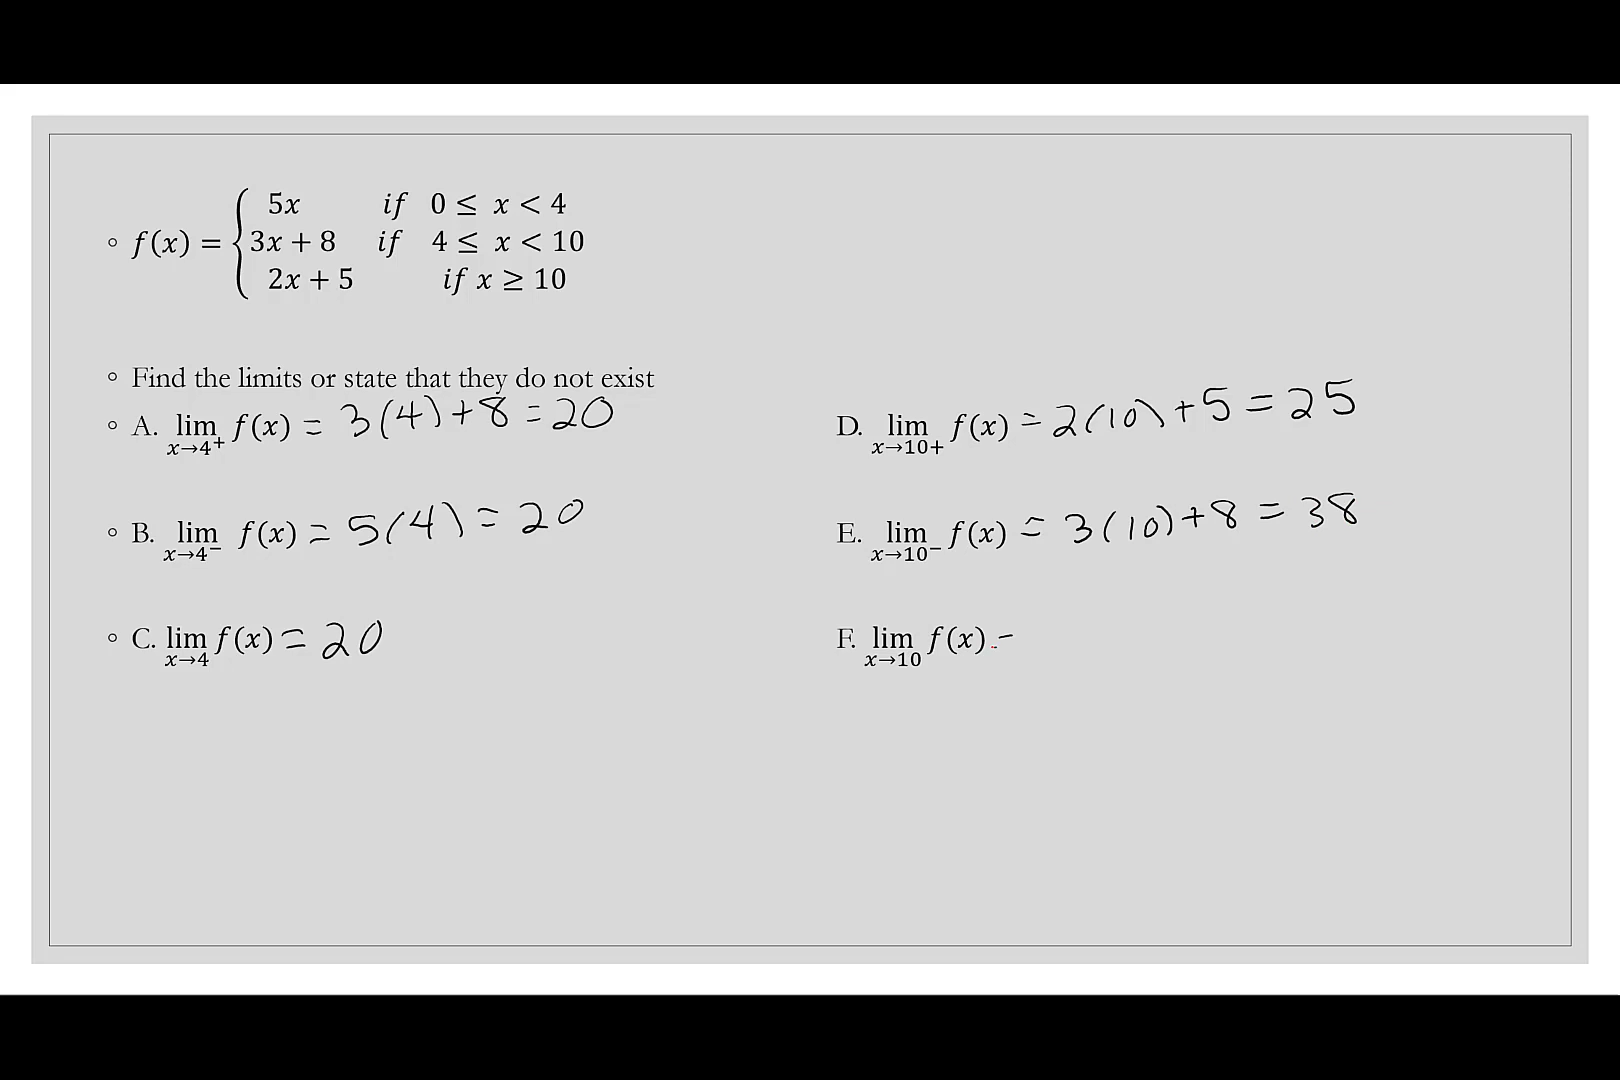 f(x) = { 5x if 0 ≤ x < 4
3x + 8 if 4 ≤ x < 10
2x + 5 if x ≥ 10
Find the limits or state that they do not exist
A. lim x→4⁺ f(x) = 3(4)+8 = 20
B. lim x→4⁻ f(x) = 5(4) = 20
C. lim x→4 f(x) = 20
D. lim x→10+ f(x) = 2(10)+5 = 25
E. lim x→10⁻ f(x) = 3(10)+8 = 38
F. lim x→10 f(x) -